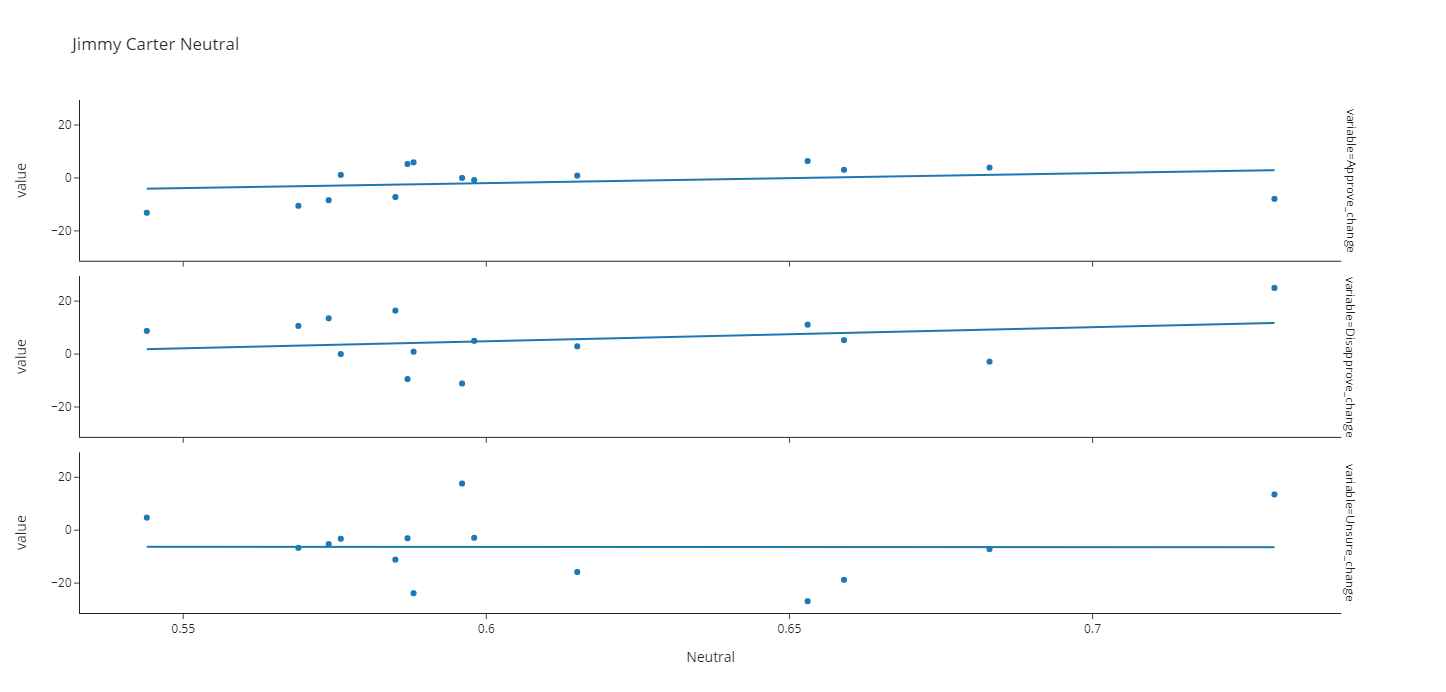 Jimmy Carter Neutral
20
0
−20
value
variable=Approve_change
20
0
−20
value
variable=Disapprove_change
20
0
−20
value
variable=Unsure_change
0.55
0.6
0.65
0.7
Neutral